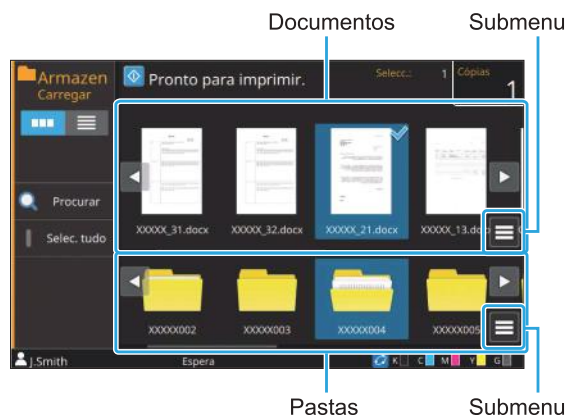 Documentos Submenu
Armazen
Carregar
Pronto para imprimir.
Selecc.: 1
Cópias
1
Procurar
Selec. tudo
XXXXX_31.docx XXXXX_32.docx XXXXX_21.docx XXXXX_13.do
XXXXX002 XXXXX003 XXXXX004 XXXXX005
J.Smith Espera K C M Y G
Pastas Submenu